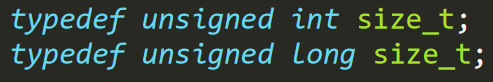 typedef unsigned int size_t;
typedef unsigned long size_t;